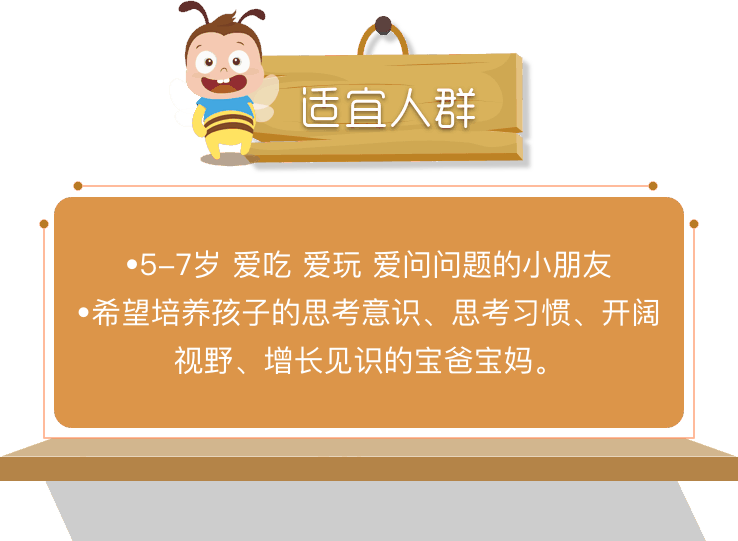 适宜人群
•5-7岁 爱吃 爱玩 爱问问题的小朋友
•希望培养孩子的思考意识、思考习惯、开阔
视野、增长见识的宝爸宝妈。